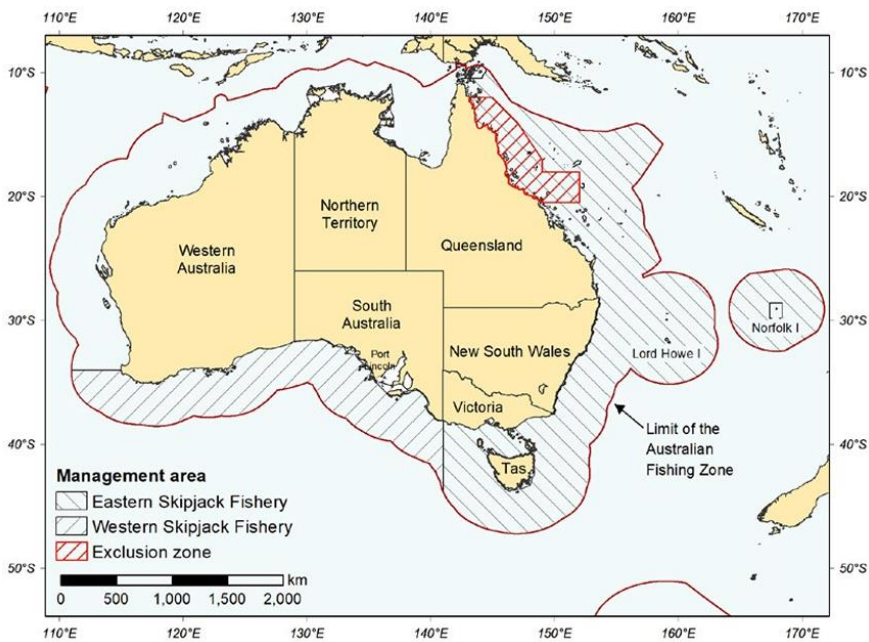 110°E 120°E 130°E 140°E 150°E 160°E 170°E
10°S
20°S
30°S
40°S
50°S
10°S
20°S
30°S
40°S
50°S
Northern
Territory
Western
Australia
Queensland
South
Australia
Port
Lincoln
New South Wales
Victoria
Tas
Lord Howe I
Norfolk I
Limit of the
Australian
Fishing Zone
Management area
Eastern Skipjack Fishery
Western Skipjack Fishery
Exclusion zone
km
0 500 1,000 1,500 2,000
110°E 120°E 130°E 140°E 150°E 160°E 170°E